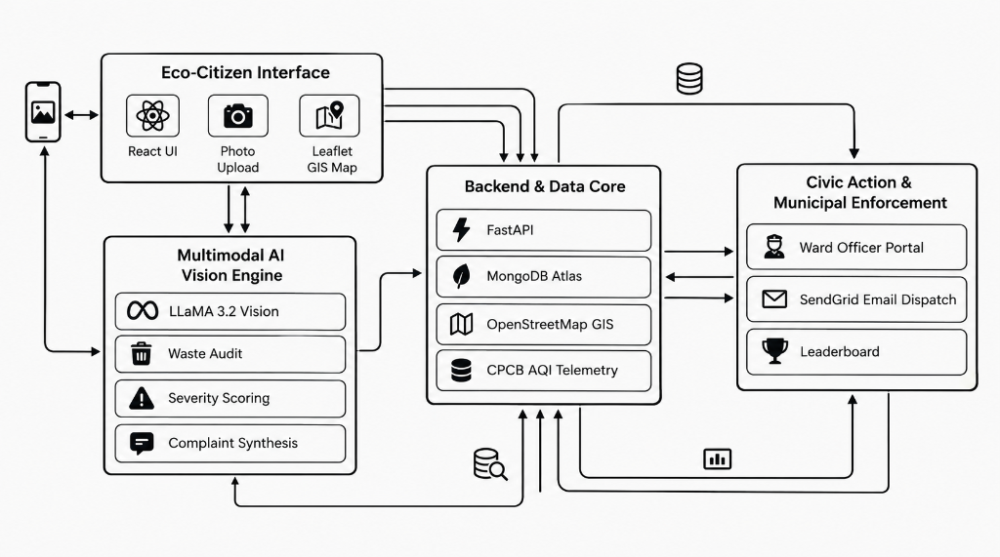 Eco-Citizen Interface
React UI
Photo
Upload
Leaflet
GIS Map
Multimodal AI
Vision Engine
LLaMA 3.2 Vision
Waste Audit
Severity Scoring
Complaint Synthesis
Backend & Data Core
FastAPI
MongoDB Atlas
OpenStreetMap GIS
CPCB AQI Telemetry
Civic Action &
Municipal Enforcement
Ward Officer Portal
SendGrid Email Dispatch
Leaderboard